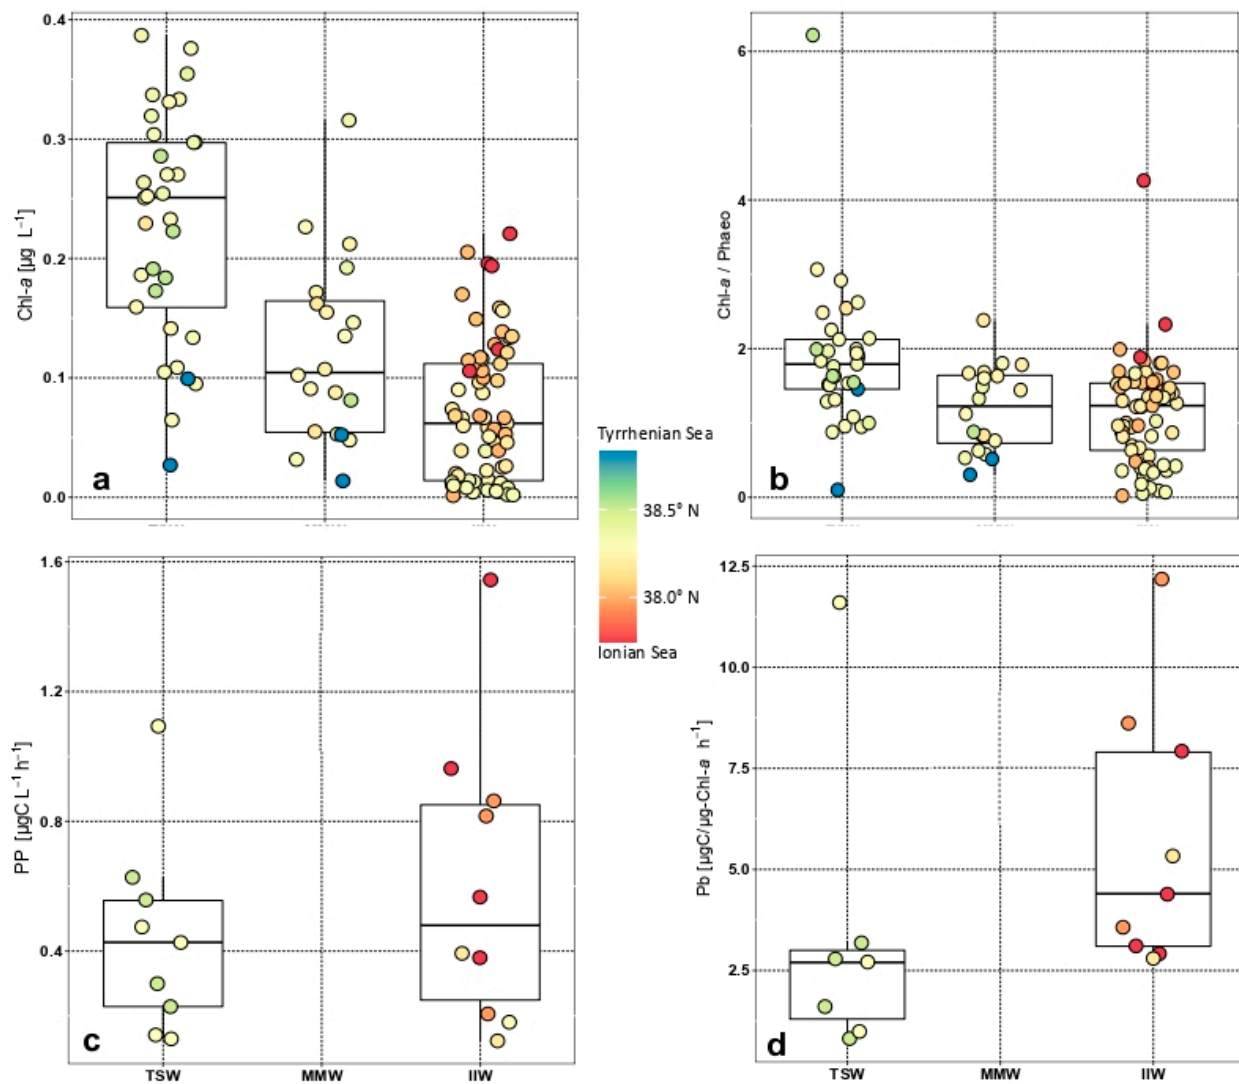 0.4
0.3
0.2
0.1
0.0
Chl-a [µg L⁻¹]
a
6
4
2
0
Chl-a / Phaeo
b
Tyrrhenian Sea
38.5° N
38.0° N
Ionian Sea
1.6
1.2
0.8
0.4
PP [µgC L⁻¹ h⁻¹]
c
TSW MMW IIW
12.5
10.0
7.5
5.0
2.5
Pb [µgC/µg-Chl-a h⁻¹]
d
TSW MMW IIW